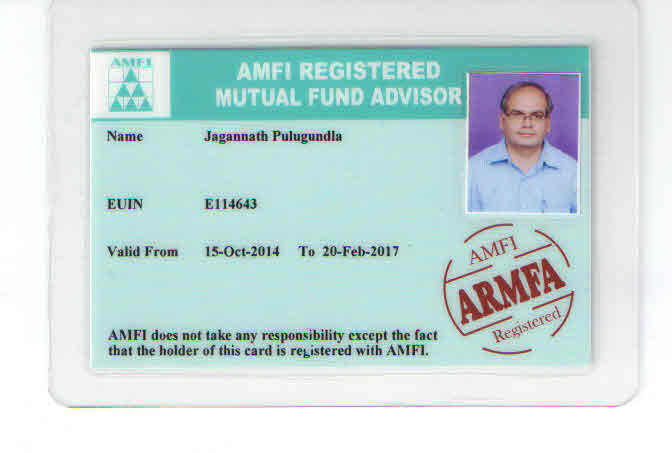 AMFI
AMFI REGISTERED
MUTUAL FUND ADVISOR
Name Jagannath Pulugundla
EUIN E114643
Valid From 15-Oct-2014 To 20-Feb-2017
AMFI
ARMFA
Registered
AMFI does not take any responsibility except the fact
that the holder of this card is registered with AMFI.